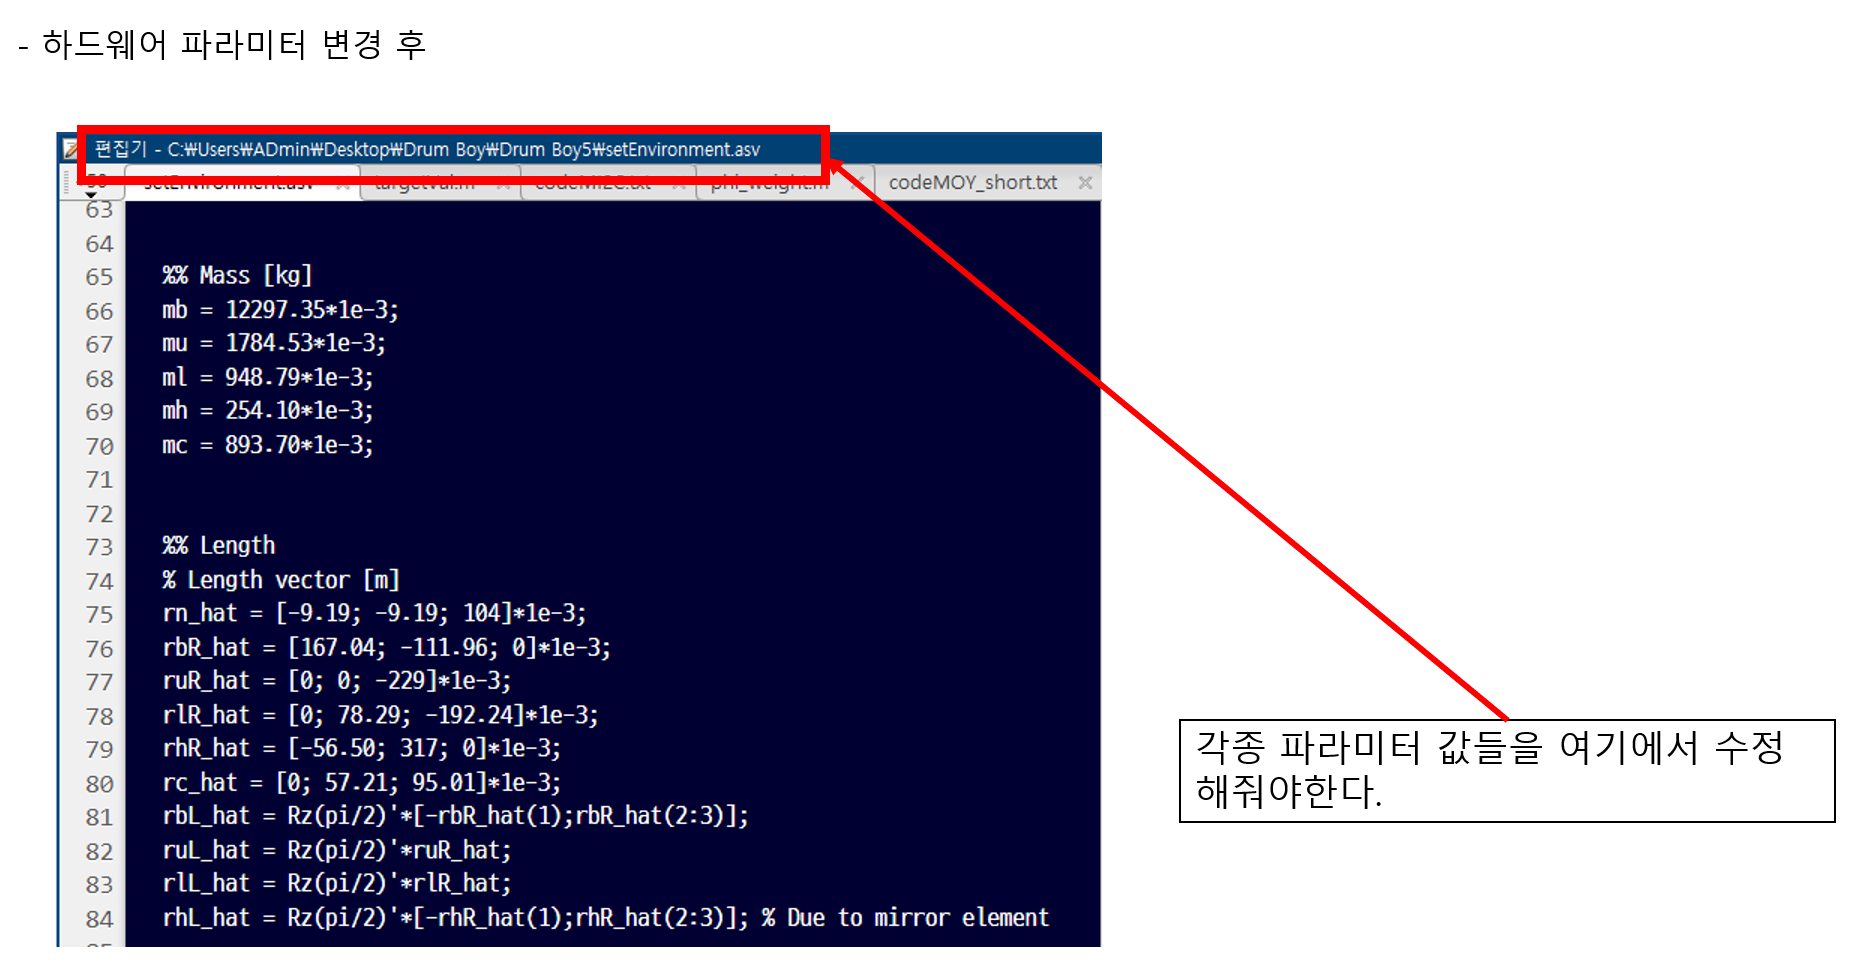 - 하드웨어 파라미터 변경 후
편집기 - C:₩Users₩ADmin₩Desktop₩Drum Boy₩Drum Boy5₩setEnvironment.asv
setEnvironment.asv targetVal.m phi_weight.m codeMOY_short.txt
63
64
65 %% Mass [kg]
66 mb = 12297.35*1e-3;
67 mu = 1784.53*1e-3;
68 ml = 948.79*1e-3;
69 mh = 254.10*1e-3;
70 mc = 893.70*1e-3;
71
72
73 %% Length
74 % Length vector [m]
75 rn_hat = [-9.19; -9.19; 104]*1e-3;
76 rbR_hat = [167.04; -111.96; 0]*1e-3;
77 ruR_hat = [0; 0; -229]*1e-3;
78 rlR_hat = [0; 78.29; -192.24]*1e-3;
79 rhR_hat = [-56.50; 317; 0]*1e-3;
80 rc_hat = [0; 57.21; 95.01]*1e-3;
81 rbL_hat = Rz(pi/2)'*[-rbR_hat(1);rbR_hat(2:3)];
82 ruL_hat = Rz(pi/2)'*ruR_hat;
83 rlL_hat = Rz(pi/2)'*rlR_hat;
84 rhL_hat = Rz(pi/2)'*[-rhR_hat(1);rhR_hat(2:3)]; % Due to mirror element
각종 파라미터 값들을 여기에서 수정
해줘야한다.